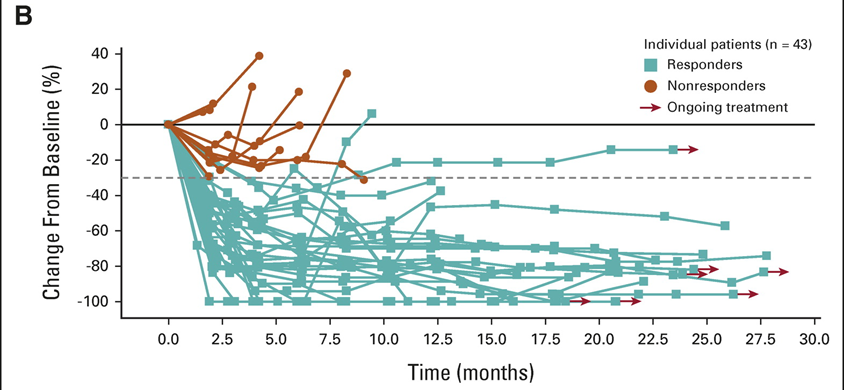 B
Individual patients (n = 43)
Responders
Nonresponders
Ongoing treatment
Change From Baseline (%)
40
20
0
-20
-40
-60
-80
-100
0.0 2.5 5.0 7.5 10.0 12.5 15.0 17.5 20.0 22.5 25.0 27.5 30.0
Time (months)